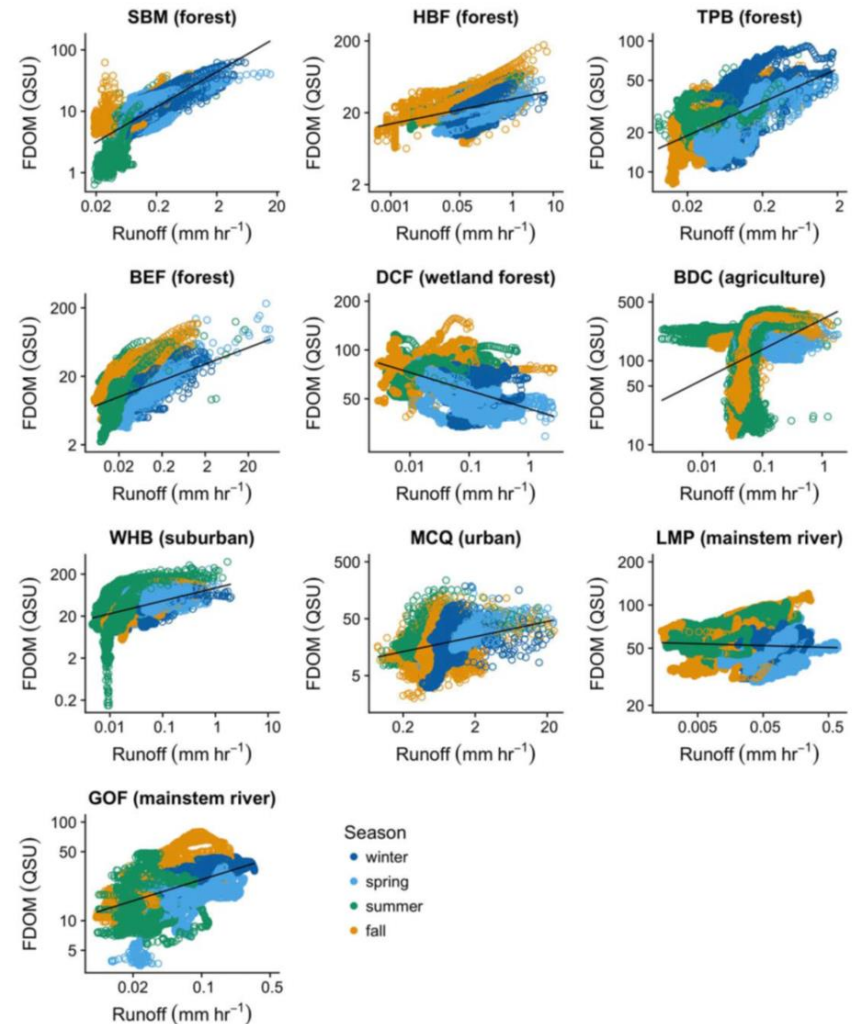 SBM (forest)
FDOM (QSU)
100
10
1
0.02 0.2 2 20
Runoff (mm hr⁻¹)
HBF (forest)
FDOM (QSU)
200
20
2
0.001 0.05 1 10
Runoff (mm hr⁻¹)
TPB (forest)
FDOM (QSU)
100
50
20
10
0.02 0.2 2
Runoff (mm hr⁻¹)
BEF (forest)
FDOM (QSU)
200
20
2
0.02 0.2 2 20
Runoff (mm hr⁻¹)
DCF (wetland forest)
FDOM (QSU)
200
100
50
0.01 0.1 1
Runoff (mm hr⁻¹)
BDC (agriculture)
FDOM (QSU)
500
100
50
10
0.01 0.1 1
Runoff (mm hr⁻¹)
WHB (suburban)
FDOM (QSU)
200
20
2
0.2
0.01 0.1 1 10
Runoff (mm hr⁻¹)
MCQ (urban)
FDOM (QSU)
500
50
5
0.2 2 20
Runoff (mm hr⁻¹)
LMP (mainstem river)
FDOM (QSU)
200
100
50
20
0.005 0.05 0.5
Runoff (mm hr⁻¹)
GOF (mainstem river)
FDOM (QSU)
100
50
10
5
0.02 0.1 0.5
Runoff (mm hr⁻¹)
Season
winter
spring
summer
fall